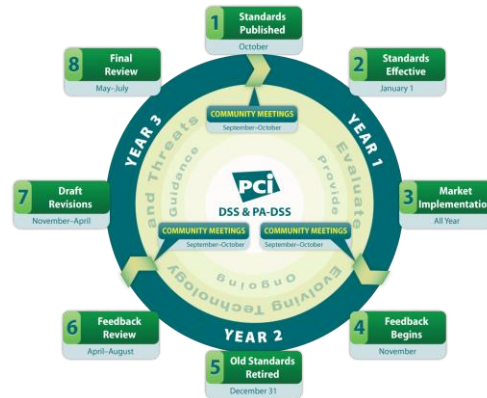 1
Standards
Published
October
2
Standards
Effective
January 1
3
Market
Implementation
All Year
4
Feedback
Begins
November
5
Old Standards
Retired
December 31
6
Feedback
Review
April–August
7
Draft
Revisions
November–April
8
Final
Review
May–July
YEAR 1
YEAR 2
YEAR 3
COMMUNITY MEETINGS
September–October
COMMUNITY MEETINGS
September–October
COMMUNITY MEETINGS
September–October
Evaluate
Evolving Technology
and Threats
Provide
Ongoing
Guidance
PCi
DSS & PA-DSS